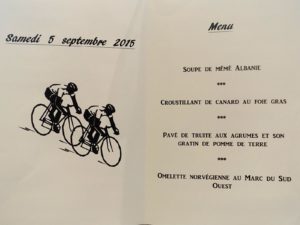 Samedi 5 septembre 2015
Menu
Soupe de mémé Albanie
***
Croustillant de canard au foie gras
***
Pavé de truite aux agrumes et son
gratin de pomme de terre
***
Omelette norvégienne au Marc du Sud
Ouest